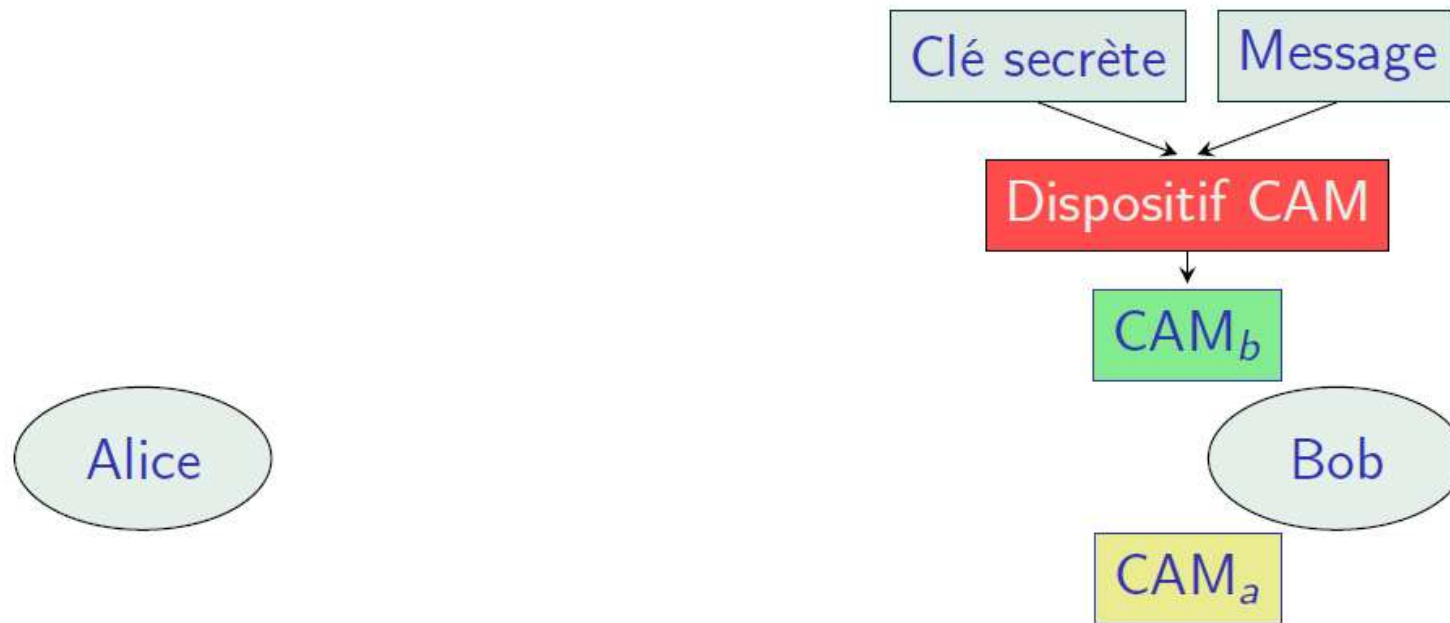 Clé secrète
Message
Dispositif CAM
CAM_b
Alice
Bob
CAM_a